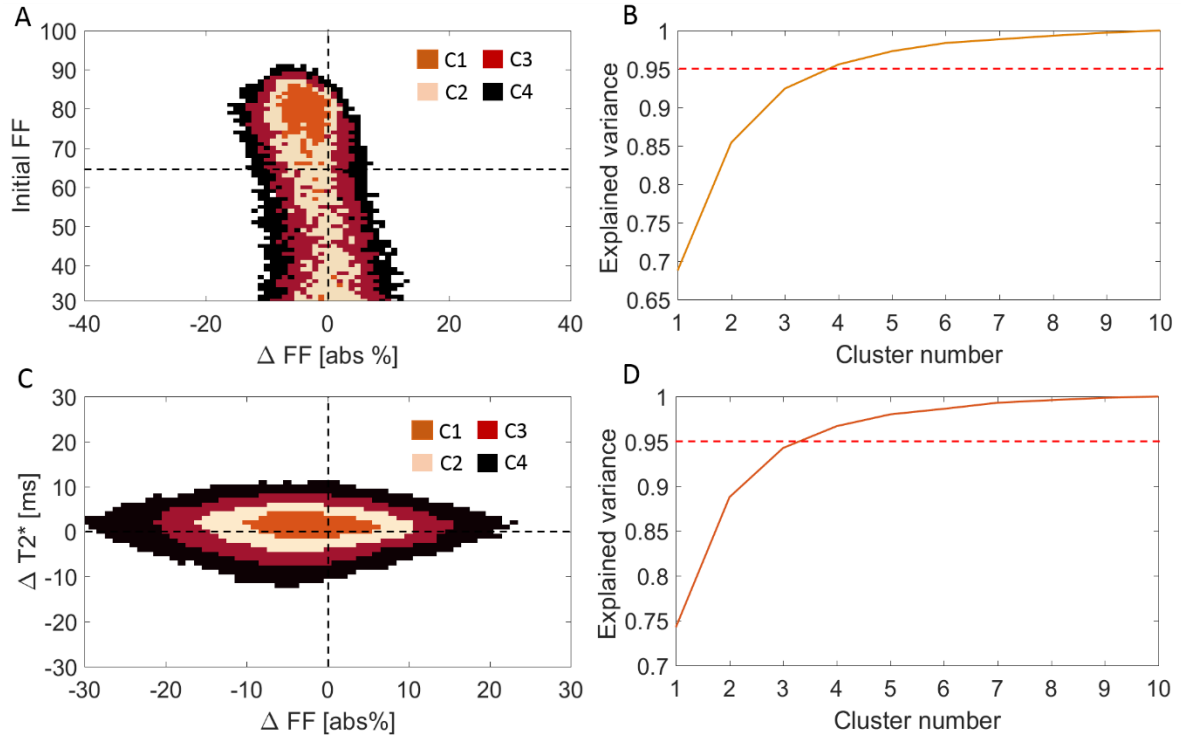 A
Initial FF
100
90
80
70
60
50
40
30
C1 C3
C2 C4
-40 -20 0 20 40
Δ FF [abs %]
B
Explained variance
1
0.95
0.9
0.85
0.8
0.75
0.7
0.65
1 2 3 4 5 6 7 8 9 10
Cluster number
C
Δ T2* [ms]
30
20
10
0
-10
-20
-30
C1 C3
C2 C4
-30 -20 -10 0 10 20 30
Δ FF [abs%]
D
Explained variance
1
0.95
0.9
0.85
0.8
0.75
0.7
1 2 3 4 5 6 7 8 9 10
Cluster number